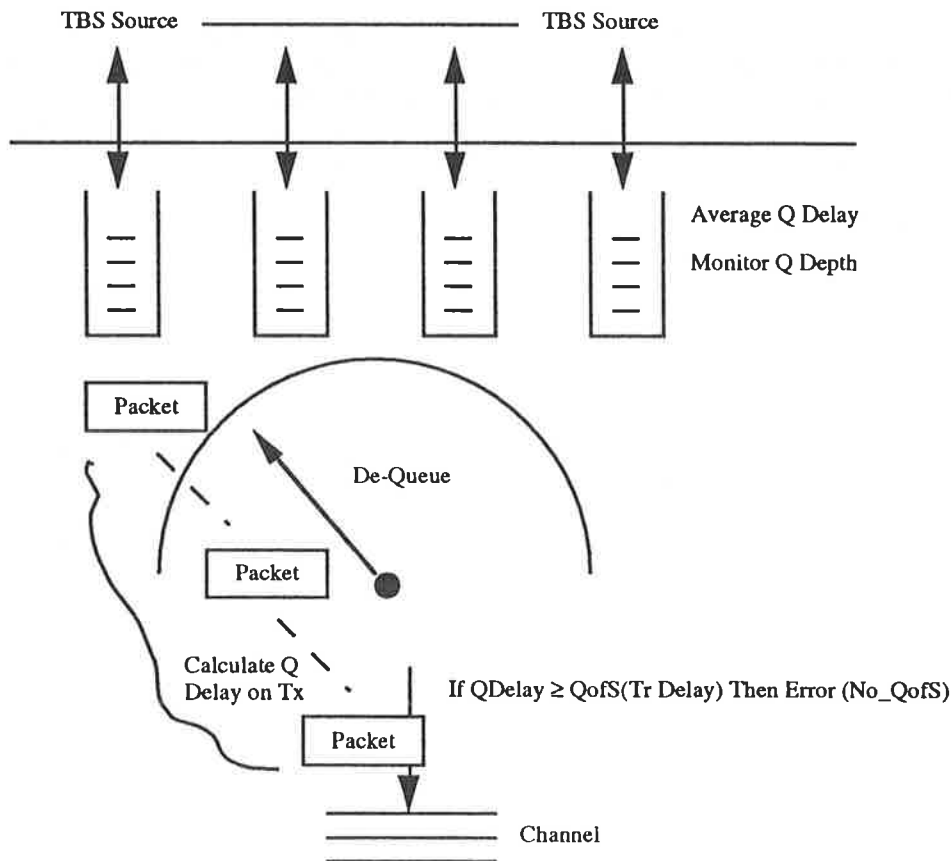 TBS Source
TBS Source
Average Q Delay
Monitor Q Depth
Packet
De-Queue
Packet
Calculate Q
Delay on Tx
If QDelay ≥ QofS(Tr Delay) Then Error (No_QofS)
Packet
Channel